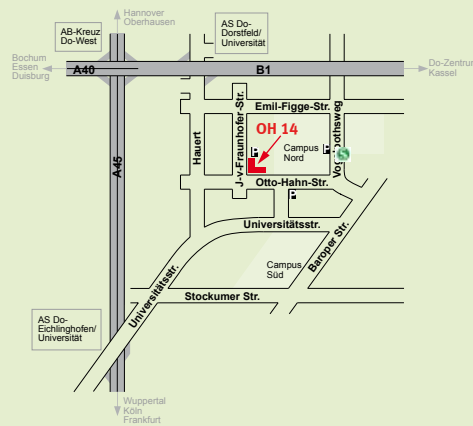 Hannover
Oberhausen
AB-Kreuz
Do-West
AS Do-
Dorstfeld/
Universität
Bochum
Essen
Duisburg
A40
B1
Do-Zentrum
Kassel
Emil-Figge-Str.
OH 14
Hauert
J-v-Fraunhofer-Str.
H
Campus
Nord
H
S
A45
Otto-Hahn-Str.
H
Universitätsstr.
Baroper Str.
Campus
Süd
Universitätsstr.
Stockumer Str.
AS Do-
Eichlinghofen/
Universität
Wuppertal
Köln
Frankfurt